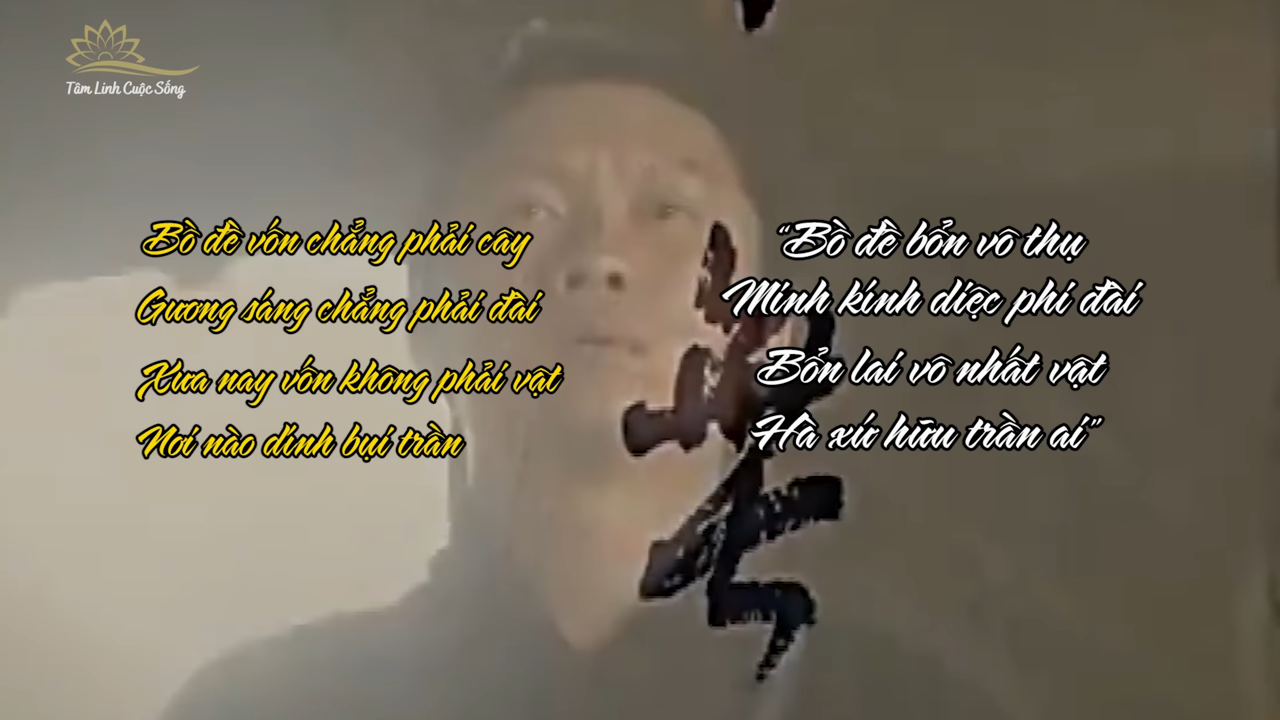 Tâm Linh Cuộc Sống
Bồ đề vốn chẳng phải cây
Gương sáng chẳng phải đài
Xưa nay vốn không phải vật
Nơi nào dính bụi trần
“Bồ đề bổn vô thụ
Minh kính diệc phi đài
Bổn lai vô nhất vật
Hà xứ hữu trần ai”